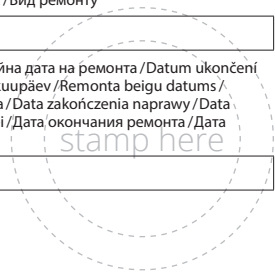 /Вид ремонту
йна дата на ремонта/Datum ukončení
kuupäev/Remonta beigu datums/
a/Data zakończenia naprawy/Data
i/Дата окончания ремонта/Дата
stamp here